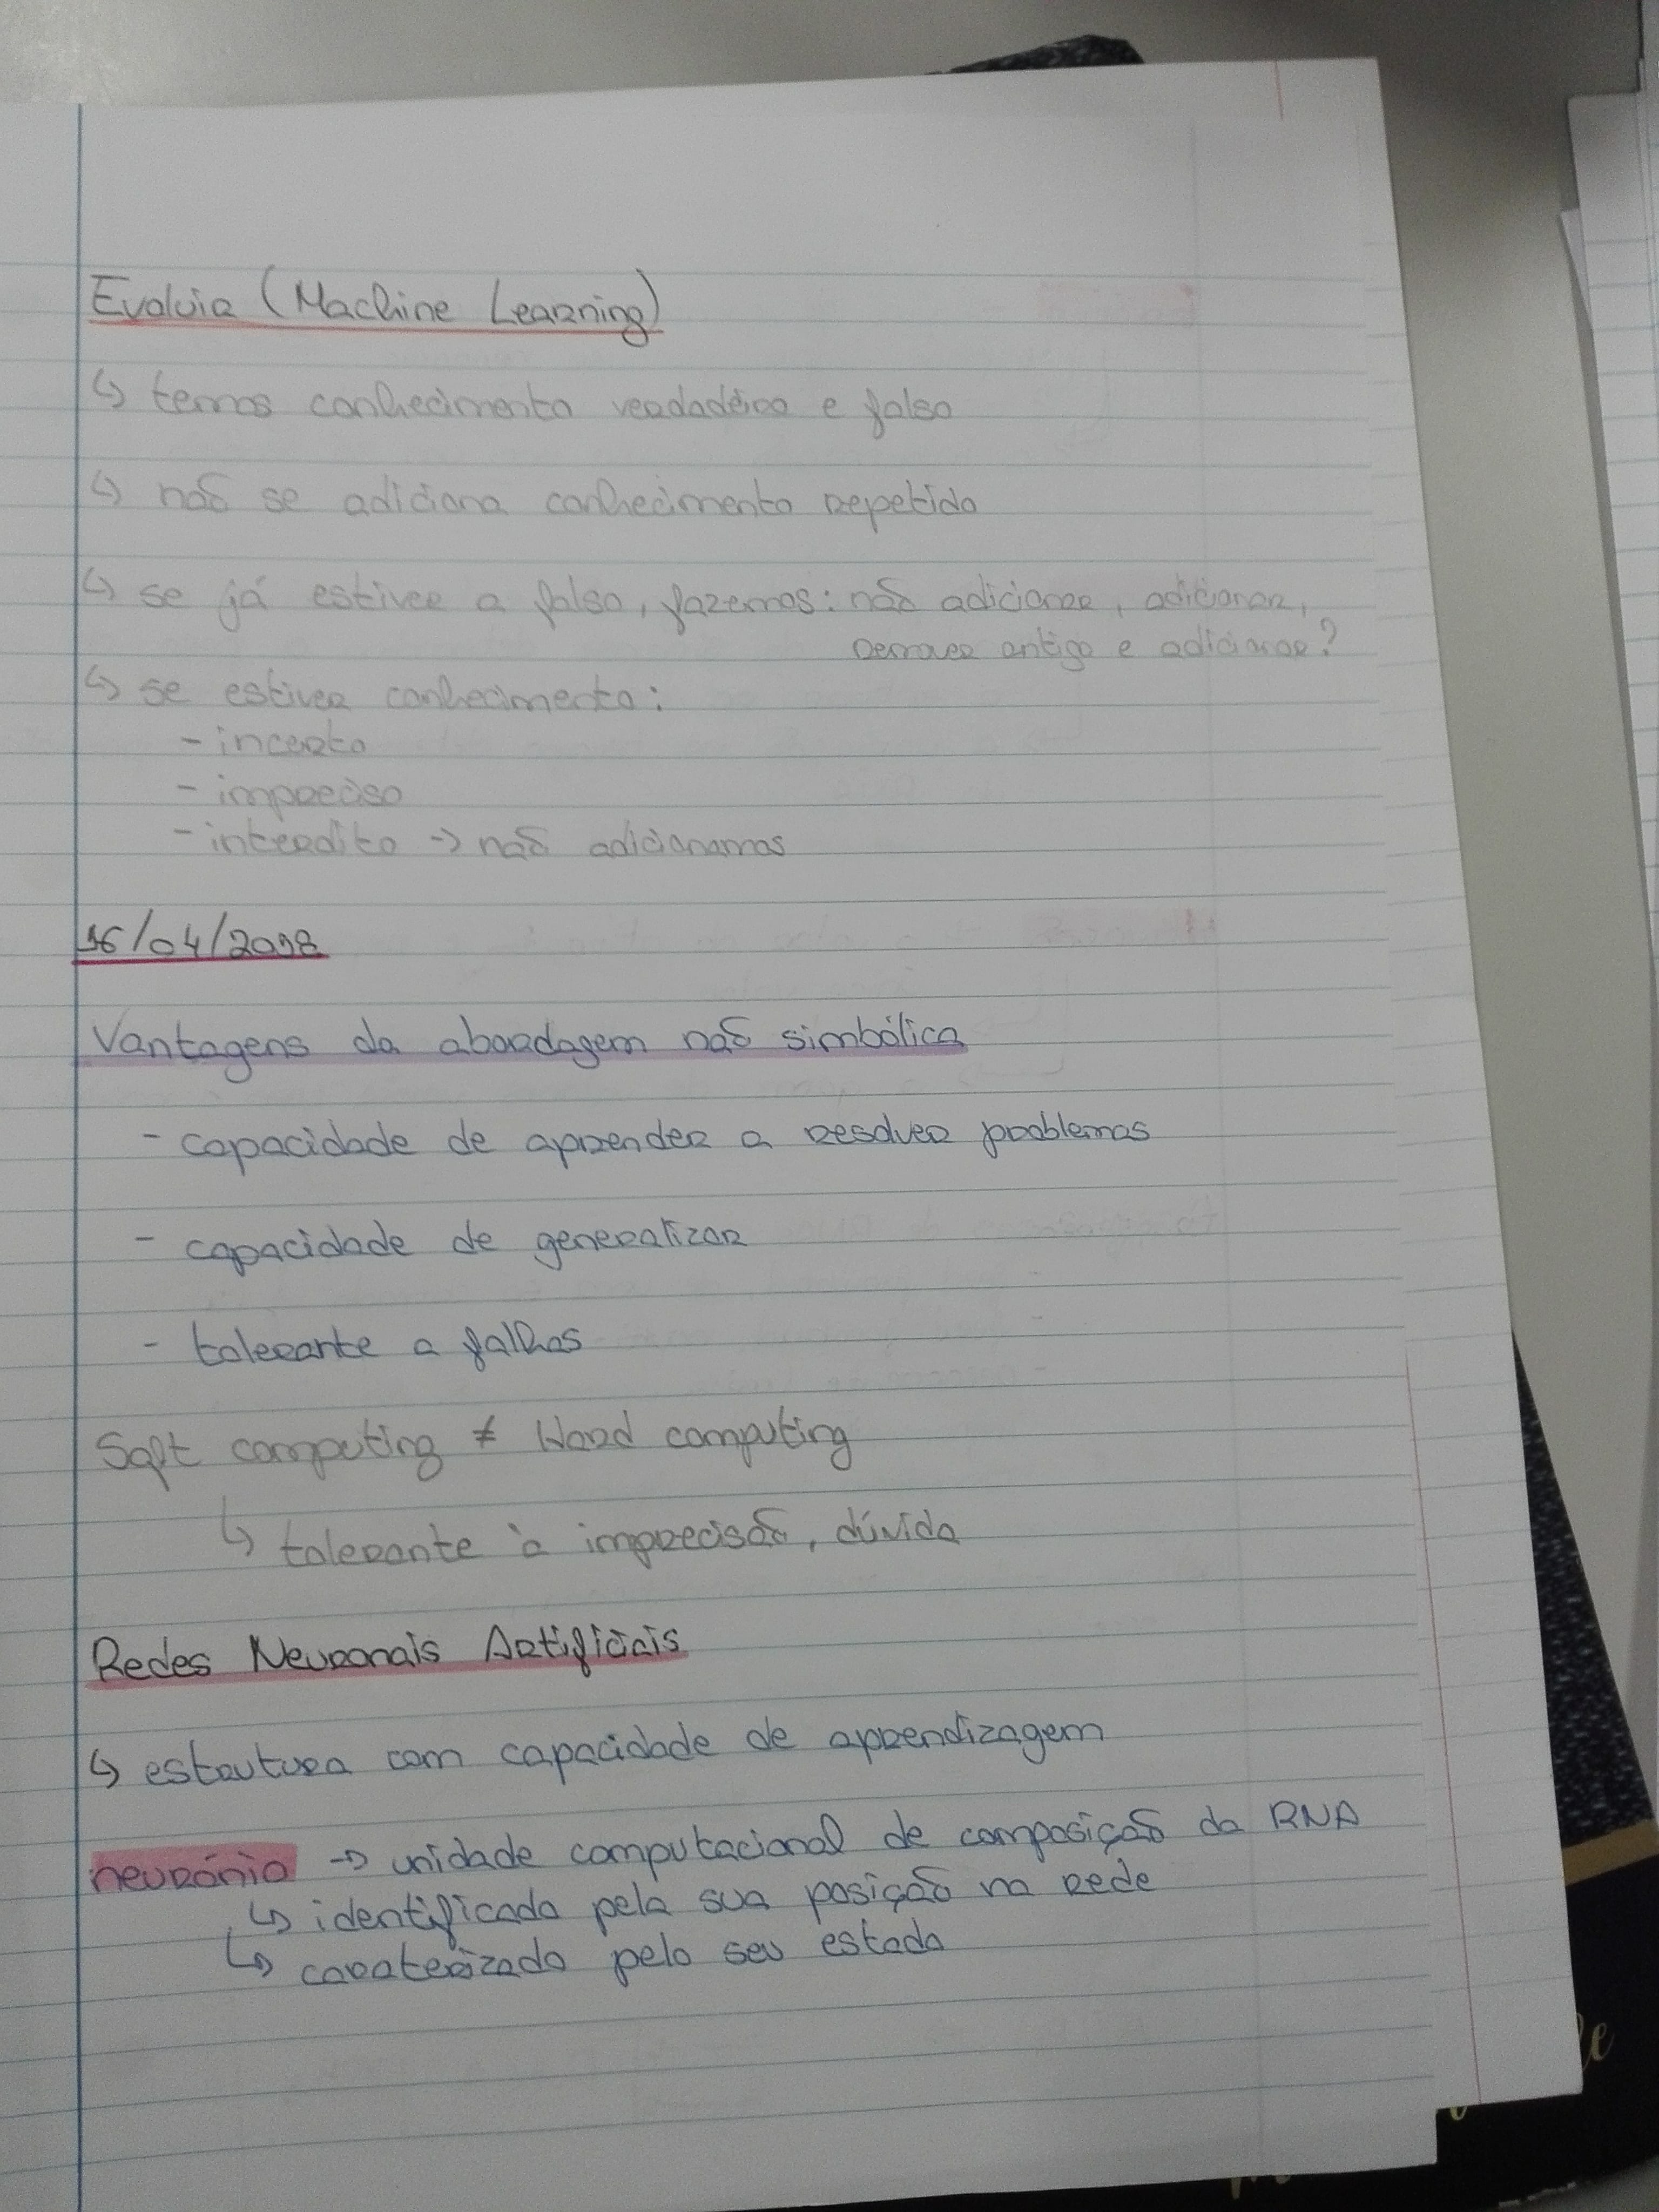 Evoluir (Machine Learning)
↳ temos conhecimento verdadeiro e falso
↳ não se adiciona conhecimento repetido
↳ se já estiver a falso, fazemos: não adicionar, adicionar,
remover antigo e adicionar?
↳ se estiver conhecimento:
- incerto
- impreciso
- interdito → não adicionamos
16/04/2018
Vantagens da abordagem não simbólica
- capacidade de aprender a resolver problemas
- capacidade de generalizar
- tolerante a falhas
Soft computing ≠ Hard computing
↳ tolerante à imprecisão, dúvida
Redes Neuronais Artificiais
↳ estrutura com capacidade de aprendizagem
neurónio → unidade computacional de composição da RNA
↳ identificado pela sua posição na rede
↳ caraterizado pelo seu estado